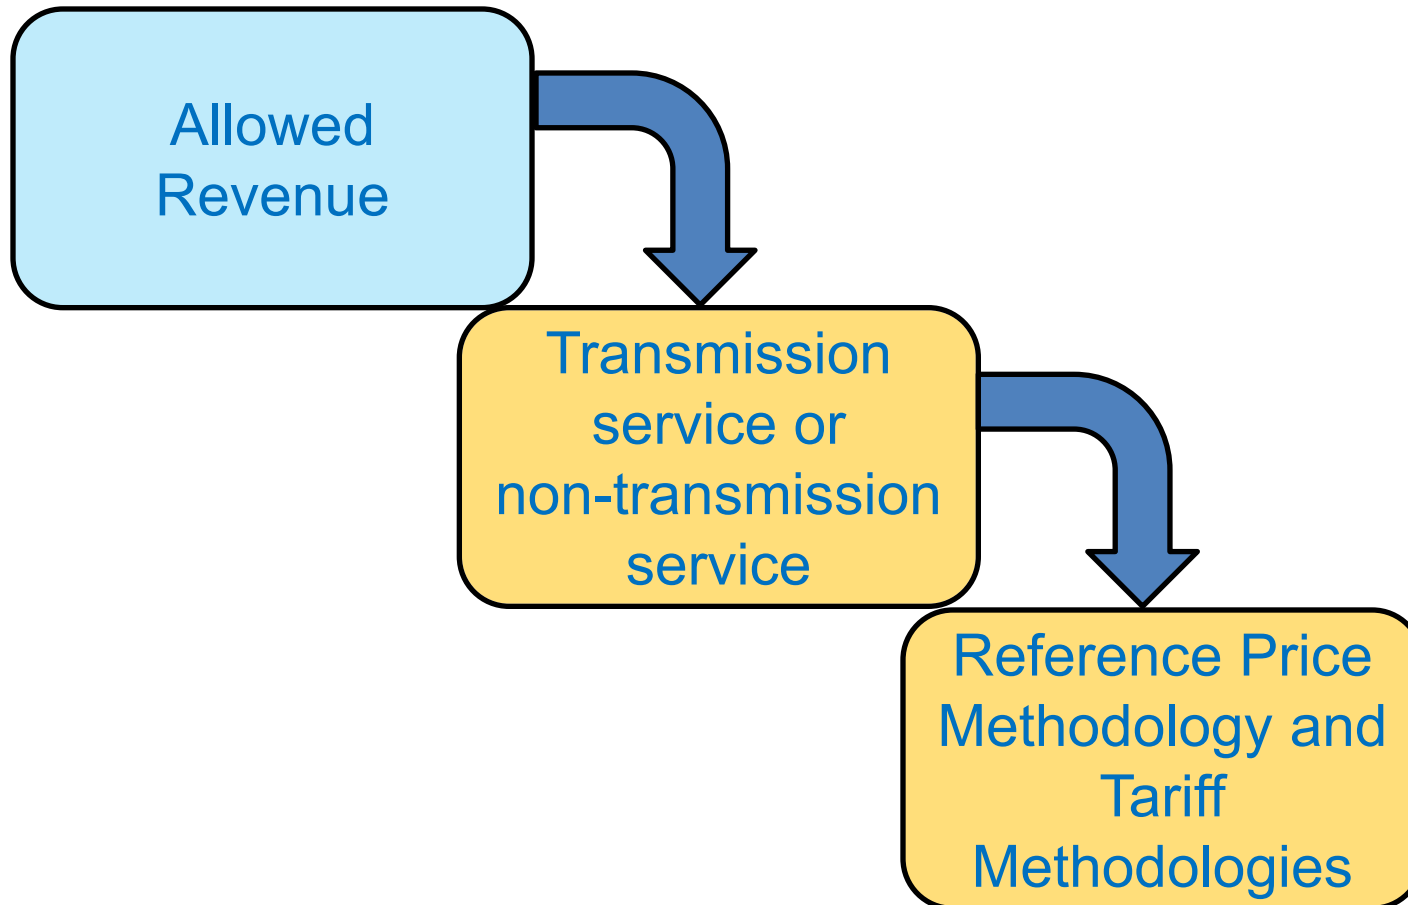 Allowed
Revenue
Transmission
service or
non-transmission
service
Reference Price
Methodology and
Tariff
Methodologies